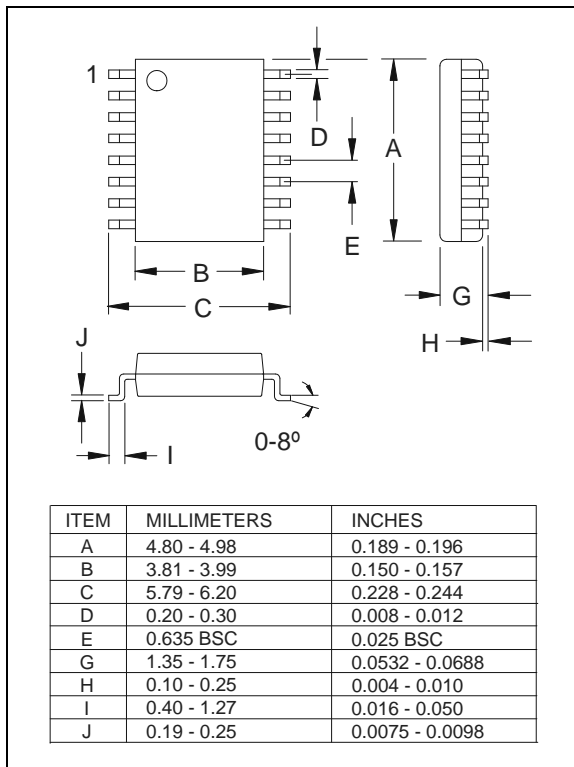 1
D
A
E
B
C
G
H
J
I
0-8º
ITEM MILLIMETERS INCHES
A 4.80 - 4.98 0.189 - 0.196
B 3.81 - 3.99 0.150 - 0.157
C 5.79 - 6.20 0.228 - 0.244
D 0.20 - 0.30 0.008 - 0.012
E 0.635 BSC 0.025 BSC
G 1.35 - 1.75 0.0532 - 0.0688
H 0.10 - 0.25 0.004 - 0.010
I 0.40 - 1.27 0.016 - 0.050
J 0.19 - 0.25 0.0075 - 0.0098